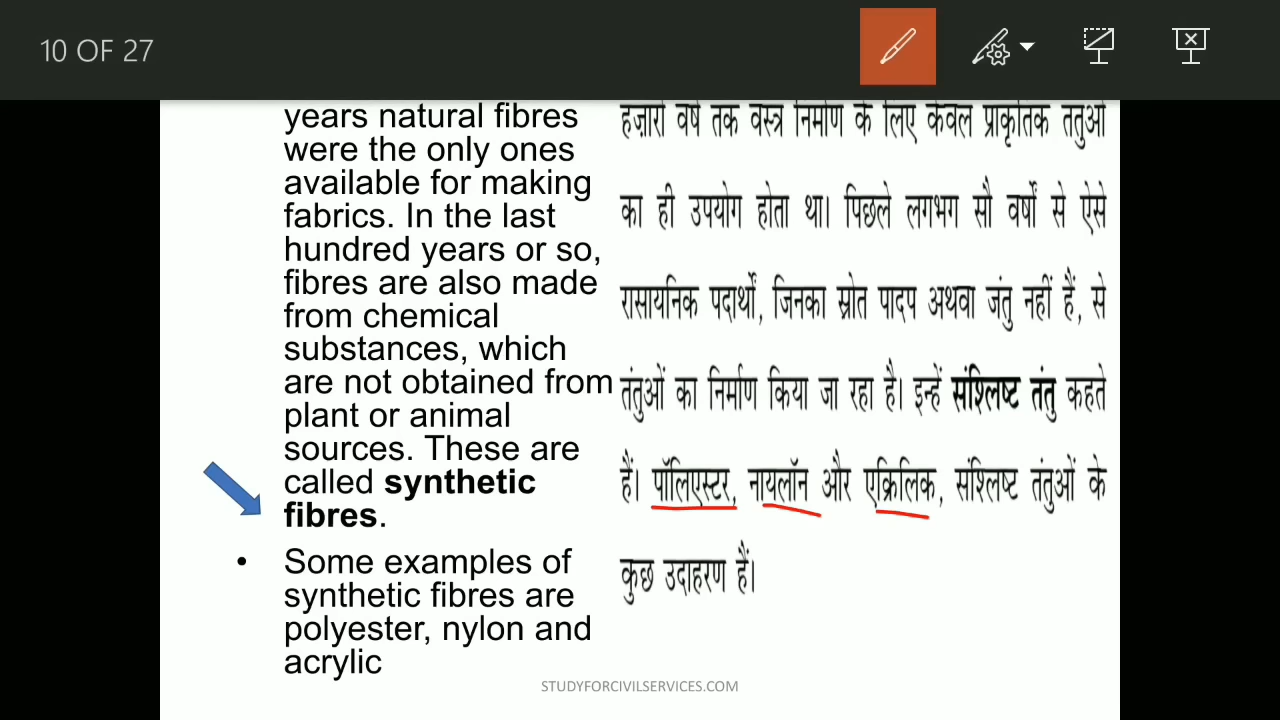 10 OF 27
years natural fibres
were the only ones
available for making
fabrics. In the last
hundred years or so,
fibres are also made
from chemical
substances, which
are not obtained from
plant or animal
sources. These are
called synthetic
fibres.
• Some examples of
synthetic fibres are
polyester, nylon and
acrylic
हज़ारों वर्ष तक वस्त्र निर्माण के लिए केवल प्राकृतिक तंतुओं
का ही उपयोग होता था। पिछले लगभग सौ वर्षों से ऐसे
रासायनिक पदार्थों, जिनका स्रोत पादप अथवा जंतु नहीं हैं, से
तंतुओं का निर्माण किया जा रहा है। इन्हें संश्लिष्ट तंतु कहते
हैं। पॉलिएस्टर, नायलॉन और एक्रिलिक, संश्लिष्ट तंतुओं के
कुछ उदाहरण हैं।
STUDYFORCIVILSERVICES.COM